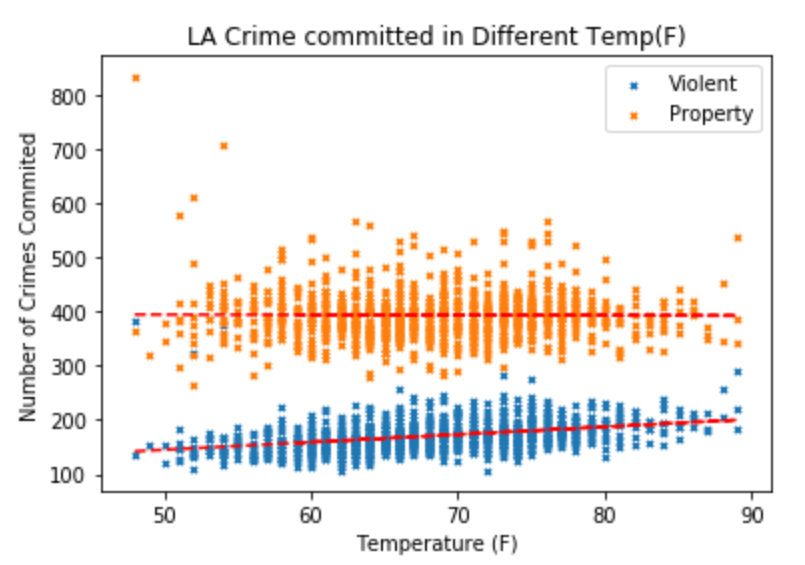 LA Crime committed in Different Temp(F)
Violent
Property
800
700
600
500
400
300
200
100
Number of Crimes Commited
50 60 70 80 90
Temperature (F)